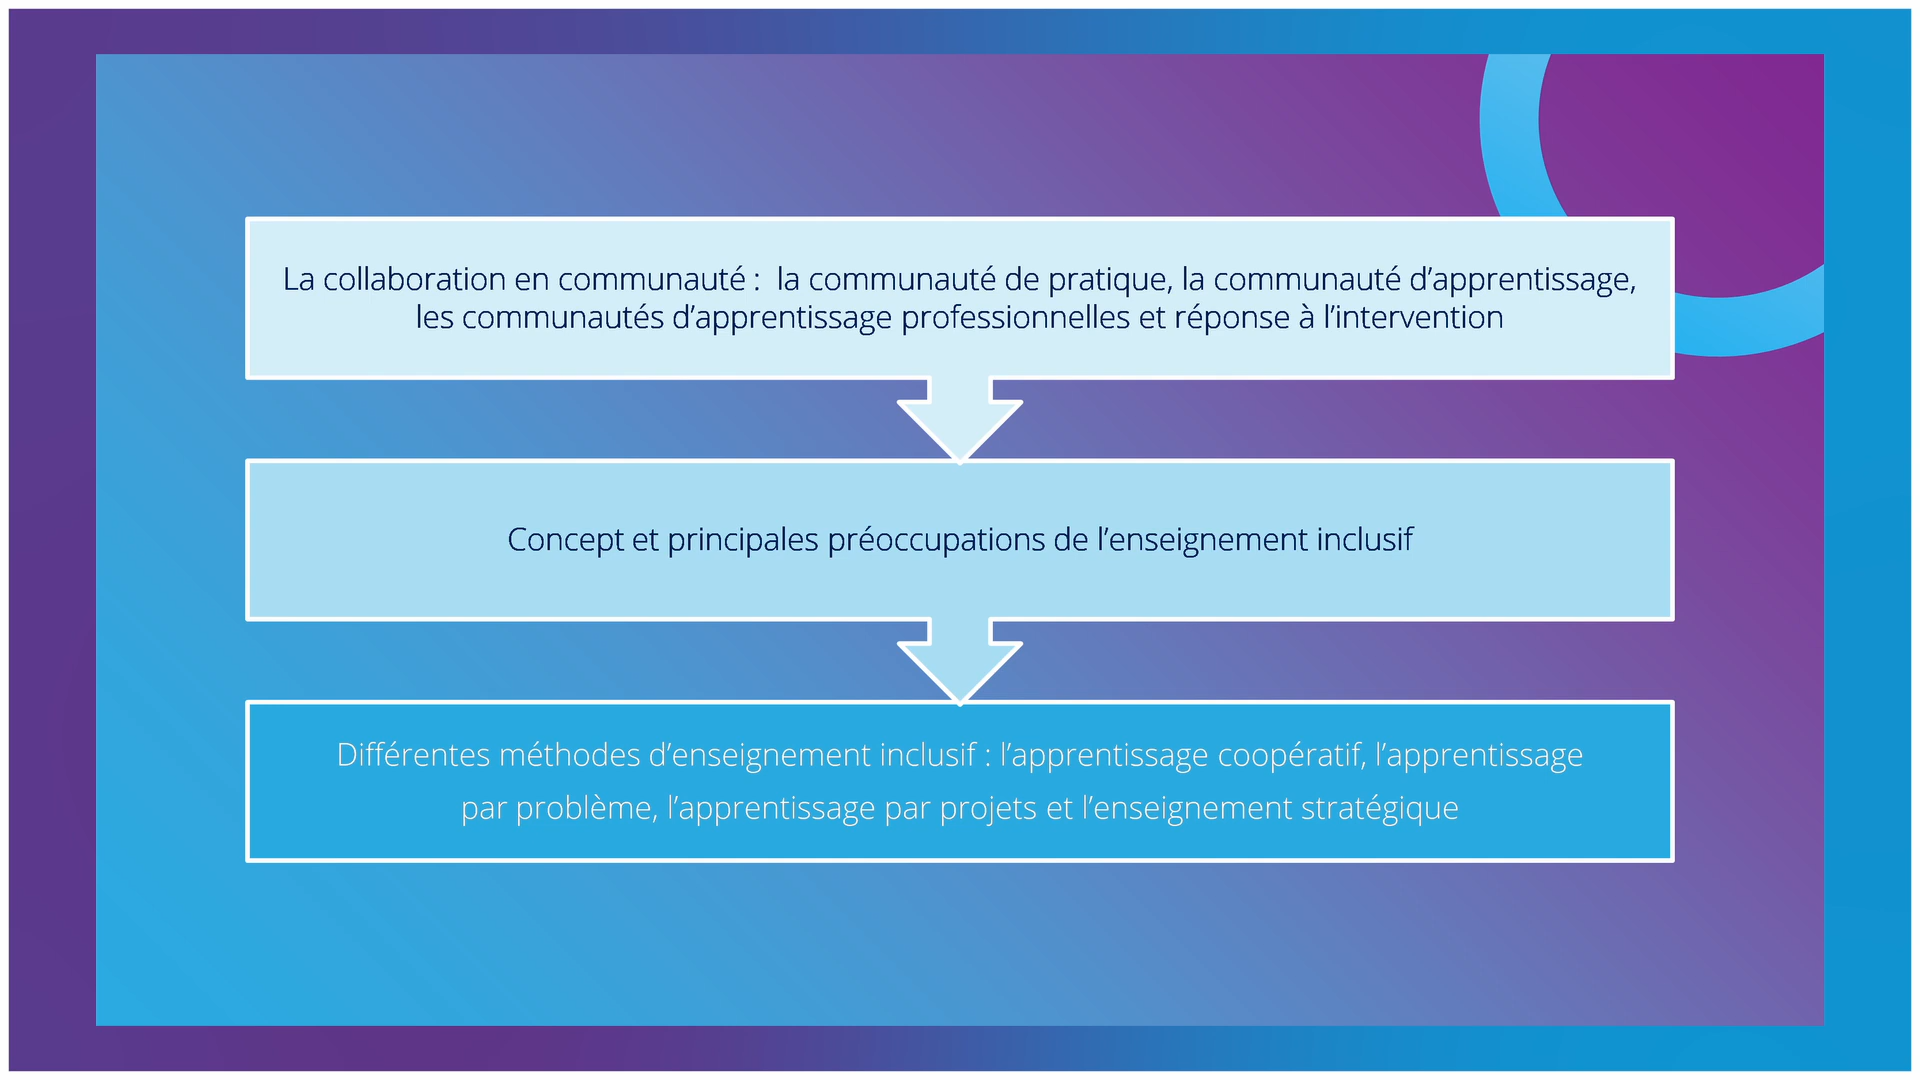 La collaboration en communauté :  la communauté de pratique, la communauté d’apprentissage,
les communautés d’apprentissage professionnelles et réponse à l’intervention
Concept et principales préoccupations de l’enseignement inclusif
Différentes méthodes d’enseignement inclusif : l’apprentissage coopératif, l’apprentissage
par problème, l’apprentissage par projets et l’enseignement stratégique